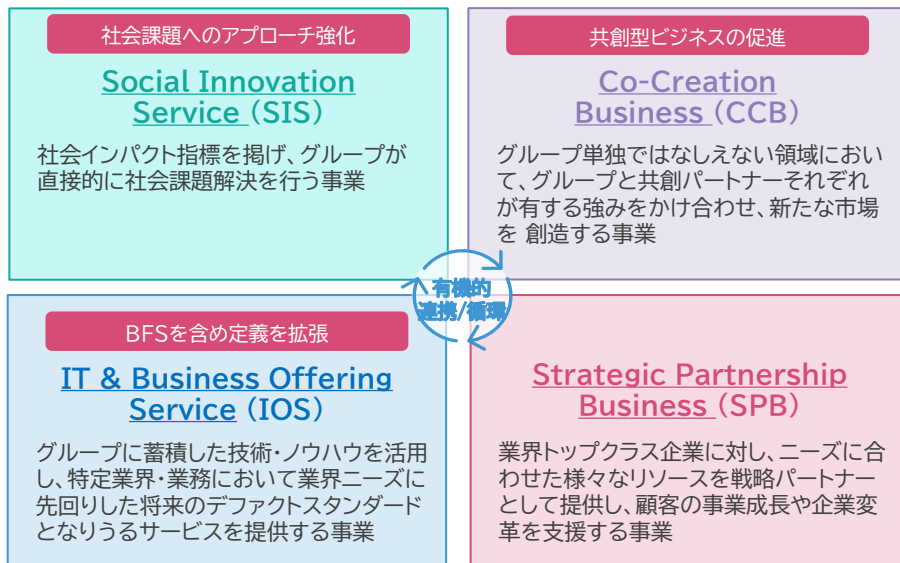 社会課題へのアプローチ強化
Social Innovation
Service (SIS)
社会インパクト指標を掲げ、グループが
直接的に社会課題解決を行う事業
共創型ビジネスの促進
Co-Creation
Business (CCB)
グループ単独ではなしえない領域におい
て、グループと共創パートナーそれぞれ
が有する強みをかけ合わせ、新たな市場
を 創造する事業
有機的
連携/循環
BFSを含め定義を拡張
IT & Business Offering
Service (IOS)
グループに蓄積した技術・ノウハウを活用
し、特定業界・業務において業界ニーズに
先回りした将来のデファクトスタンダード
となりうるサービスを提供する事業
Strategic Partnership
Business (SPB)
業界トップクラス企業に対し、ニーズに合
わせた様々なリソースを戦略パートナー
として提供し、顧客の事業成長や企業変
革を支援する事業